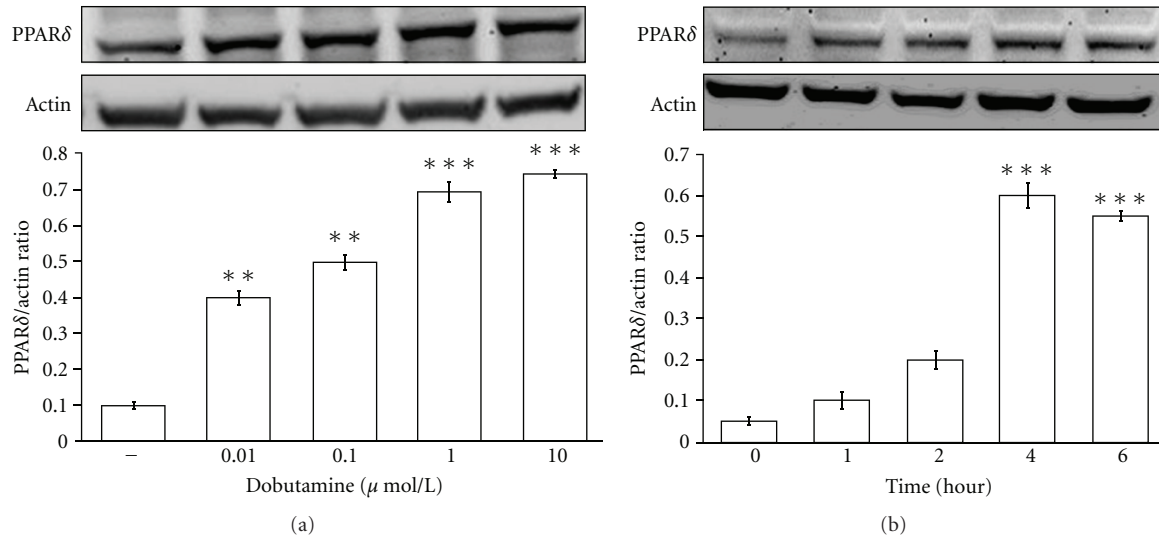 PPARδ
Actin
0.8
0.7
0.6
0.5
0.4
0.3
0.2
0.1
0
PPARδ/actin ratio
∗∗
∗∗
∗∗∗
∗∗∗
− 0.01 0.1 1 10
Dobutamine (μ mol/L)
(a)
PPARδ
Actin
0.7
0.6
0.5
0.4
0.3
0.2
0.1
0
PPARδ/actin ratio
∗∗∗
∗∗∗
0 1 2 4 6
Time (hour)
(b)